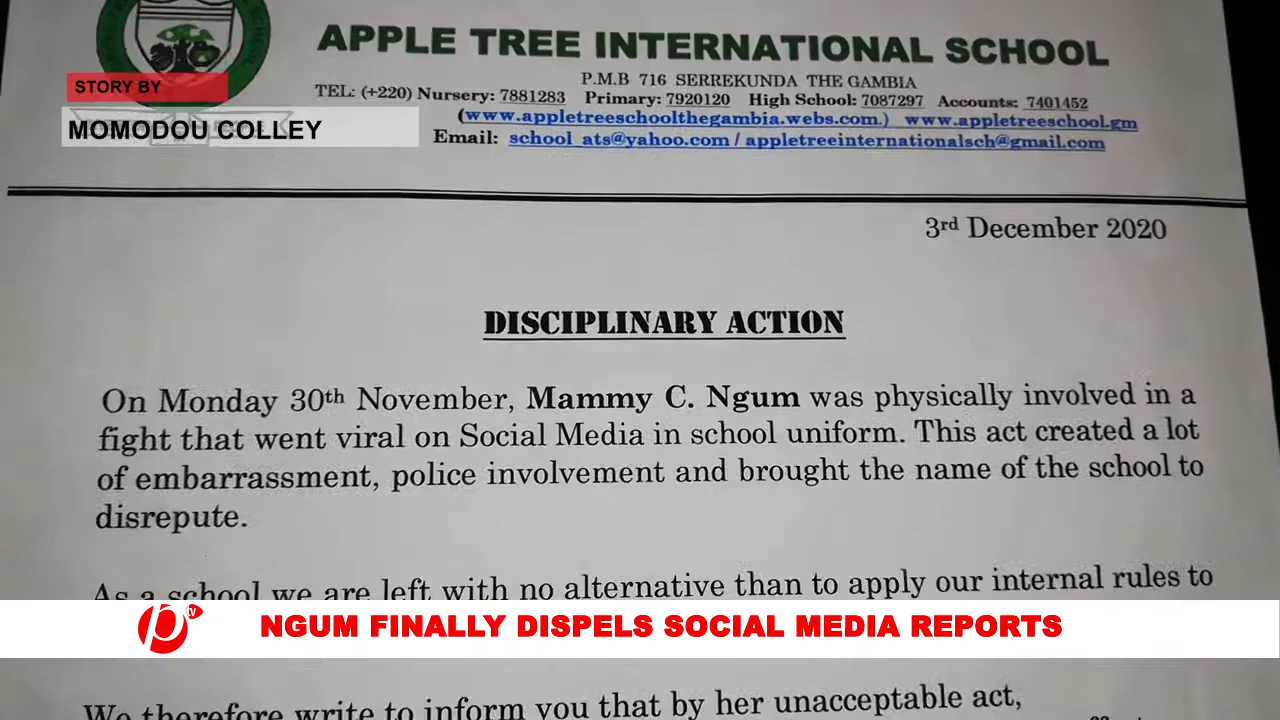 APPLE TREE INTERNATIONAL SCHOOL
P.M.B 716 SERREKUNDA THE GAMBIA
TEL: (+220) Nursery: 7881283 Primary: 7920120 High School: 7087297 Accounts: 7401452
(www.appletreeschoolthegambia.webs.com.) www.appletreeschool.gm
Email: school_ats@yahoo.com / appletreeinternationalsch@gmail.com
STORY BY
MOMODOU COLLEY
3rd December 2020
DISCIPLINARY ACTION
On Monday 30th November, Mammy C. Ngum was physically involved in a
fight that went viral on Social Media in school uniform. This act created a lot
of embarrassment, police involvement and brought the name of the school to
disrepute.
As a school we are left with no alternative than to apply our internal rules to
tv
NGUM FINALLY DISPELS SOCIAL MEDIA REPORTS
We therefore write to inform you that by her unacceptable act,